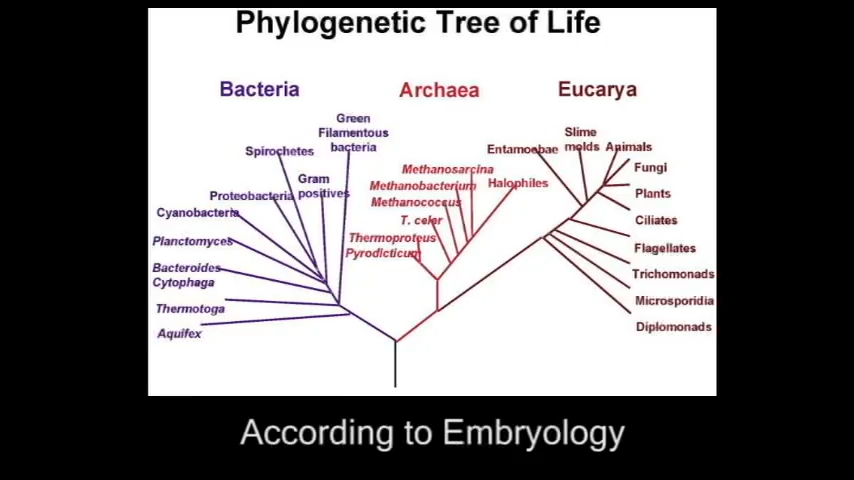 Phylogenetic Tree of Life
Bacteria
Archaea
Eucarya
Green
Filamentous
bacteria
Spirochetes
Gram
positives
Proteobacteria
Cyanobacteria
Planctomyces
Bacteroides
Cytophaga
Thermotoga
Aquifex
Methanosarcina
Methanobacterium
Halophiles
Methanococcus
T. celer
Thermoproteus
Pyrodicticum
Entamoebae
Slime
molds
Animals
Fungi
Plants
Ciliates
Flagellates
Trichomonads
Microsporidia
Diplomonads
According to Embryology